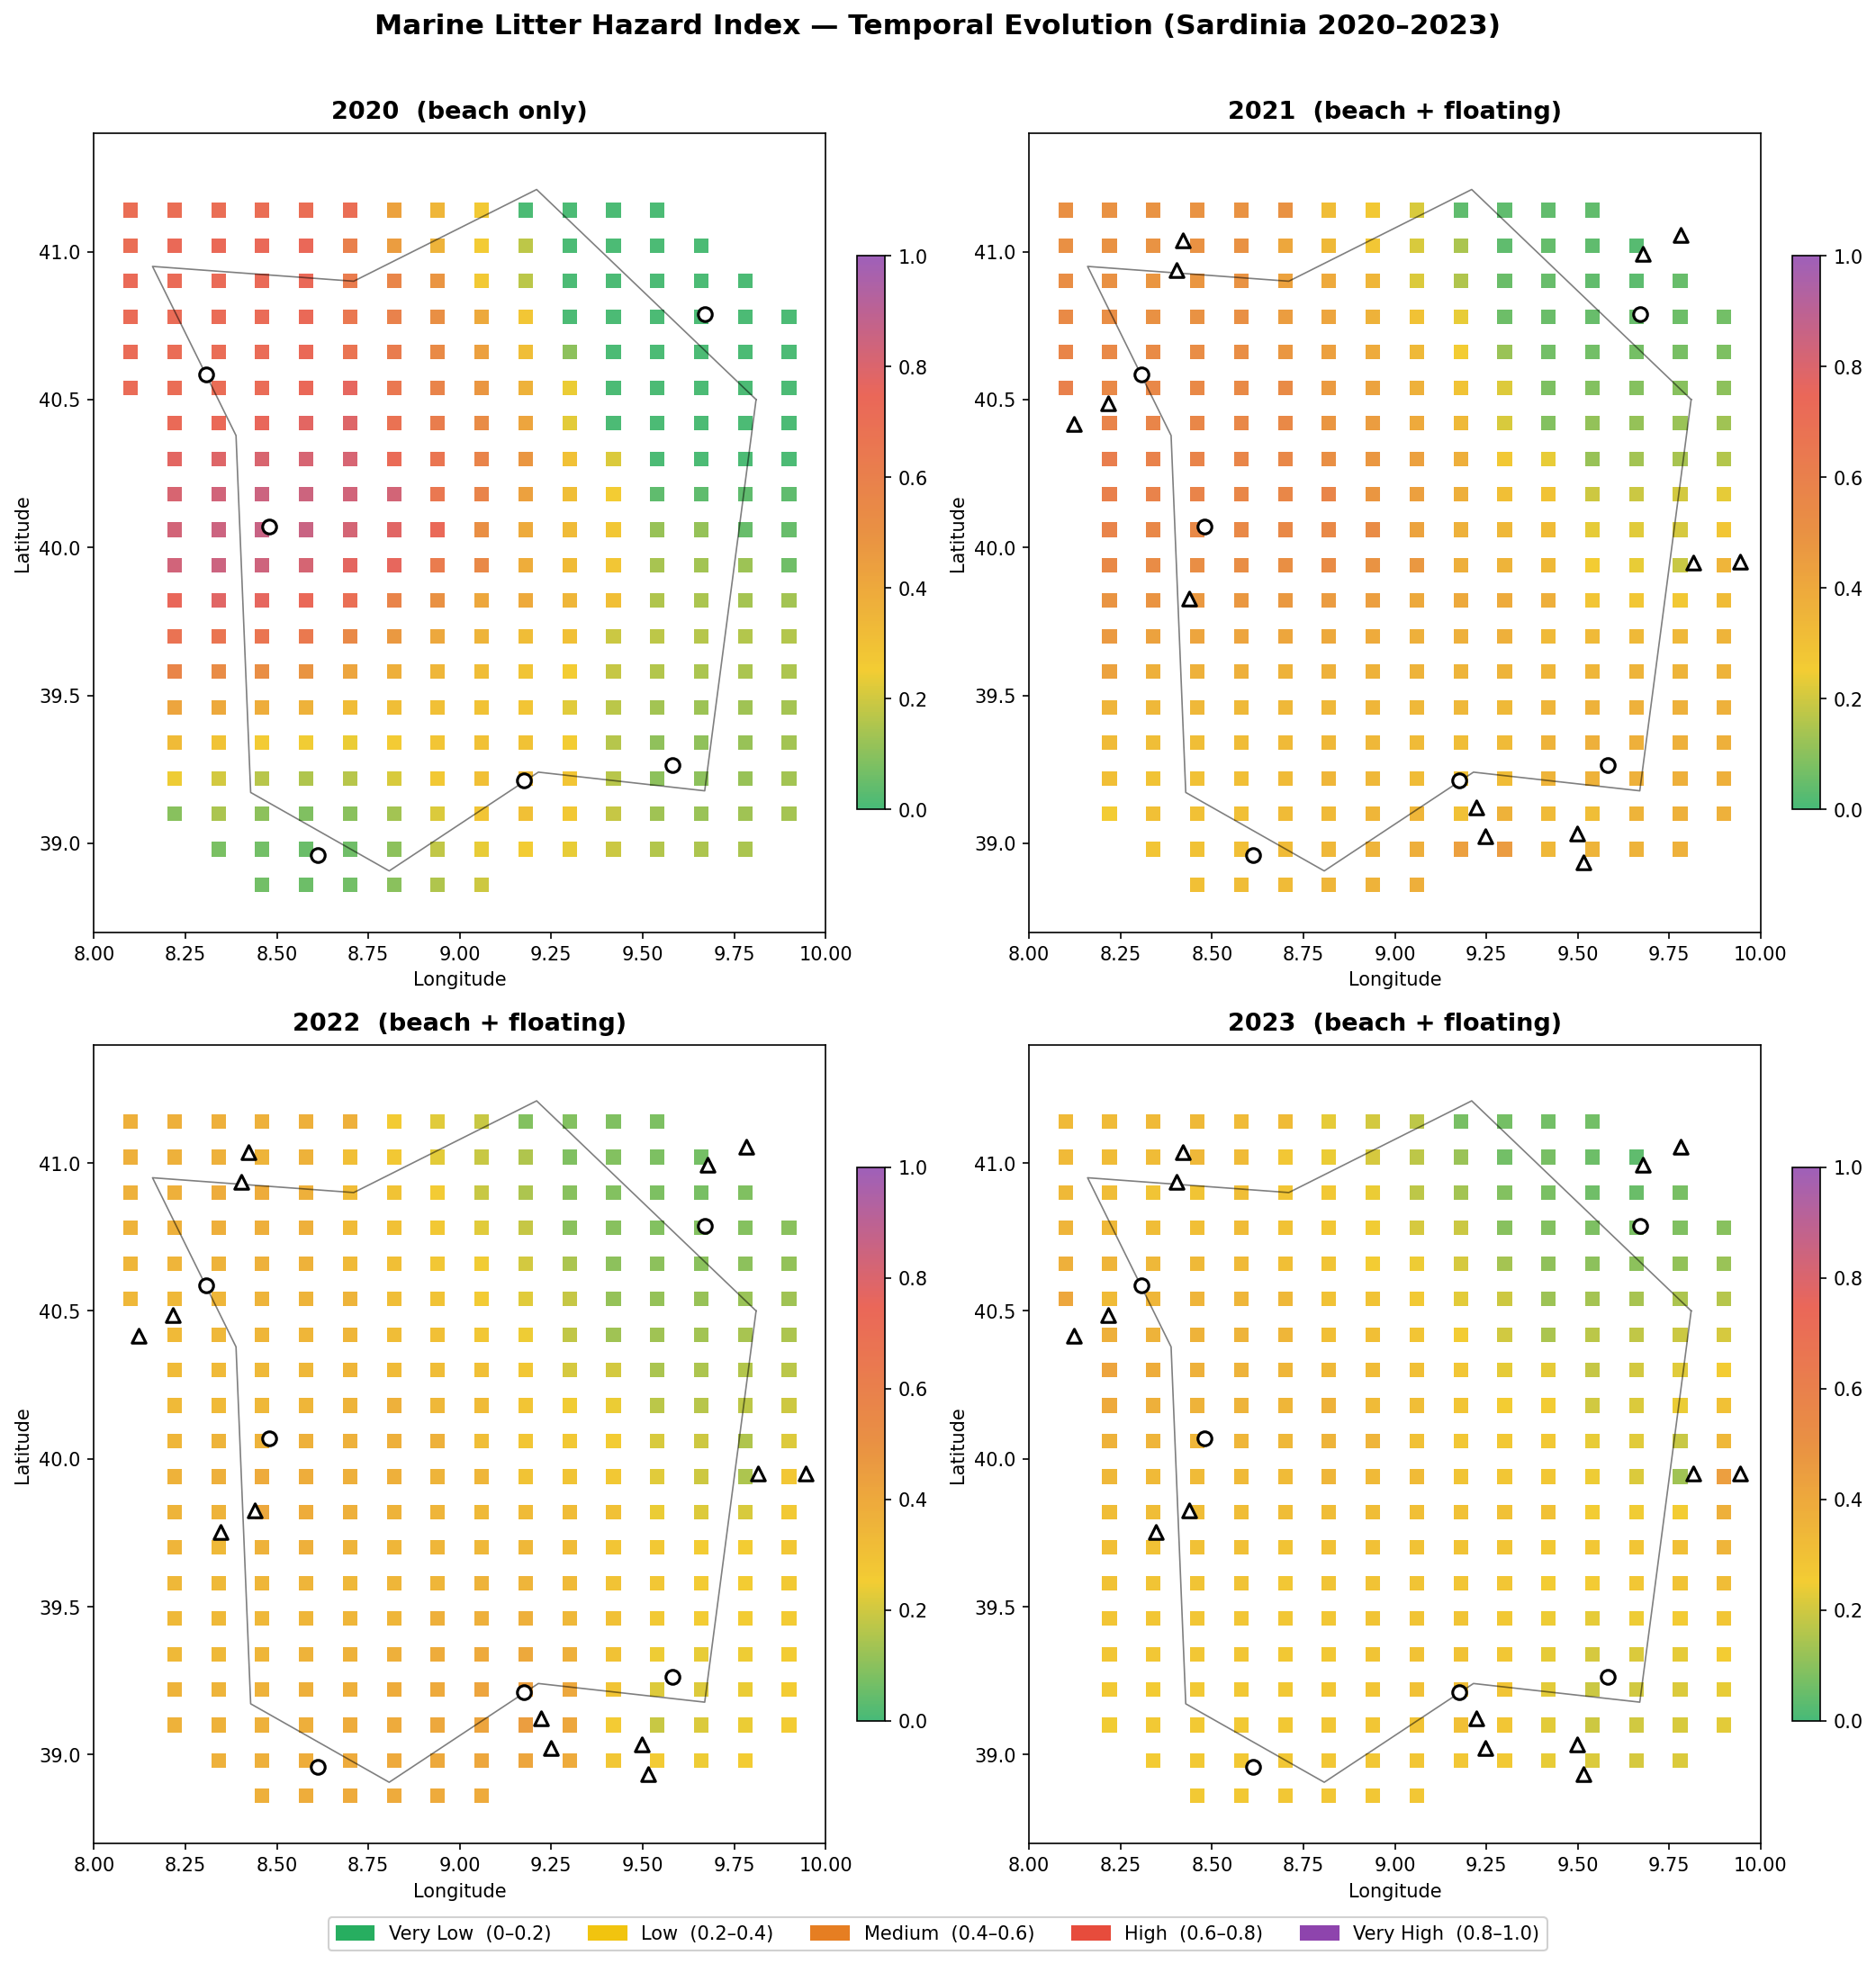 Marine Litter Hazard Index — Temporal Evolution (Sardinia 2020–2023)
2020  (beach only)
2021  (beach + floating)
41.0
40.5
40.0
39.5
39.0
Latitude
8.00 8.25 8.50 8.75 9.00 9.25 9.50 9.75 10.00
Longitude
1.0
0.8
0.6
0.4
0.2
0.0
41.0
40.5
40.0
39.5
39.0
Latitude
8.00 8.25 8.50 8.75 9.00 9.25 9.50 9.75 10.00
Longitude
1.0
0.8
0.6
0.4
0.2
0.0
2022  (beach + floating)
2023  (beach + floating)
41.0
40.5
40.0
39.5
39.0
Latitude
8.00 8.25 8.50 8.75 9.00 9.25 9.50 9.75 10.00
Longitude
1.0
0.8
0.6
0.4
0.2
0.0
41.0
40.5
40.0
39.5
39.0
Latitude
8.00 8.25 8.50 8.75 9.00 9.25 9.50 9.75 10.00
Longitude
1.0
0.8
0.6
0.4
0.2
0.0
Very Low  (0–0.2) Low  (0.2–0.4) Medium  (0.4–0.6) High  (0.6–0.8) Very High  (0.8–1.0)